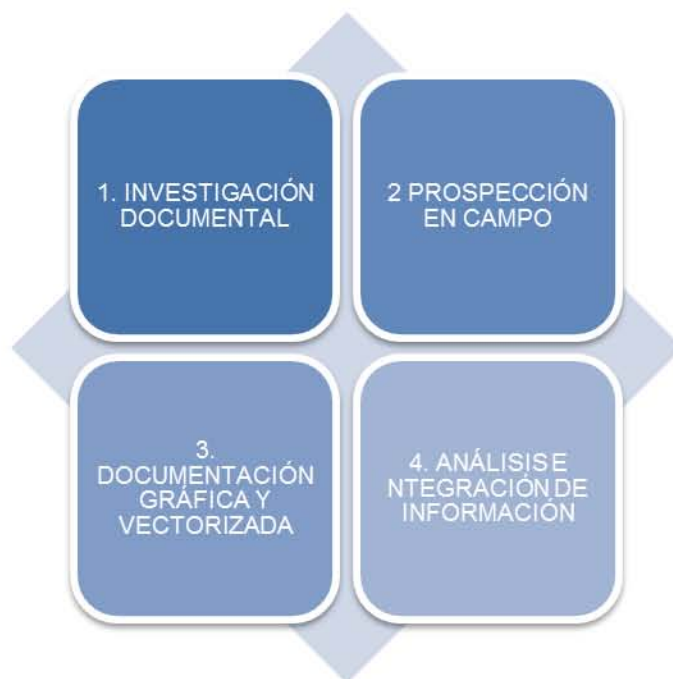 1. INVESTIGACIÓN
DOCUMENTAL
2 PROSPECCIÓN
EN CAMPO
3.
DOCUMENTACIÓN
GRÁFICA Y
VECTORIZADA
4. ANÁLISIS E
NTEGRACIÓN DE
INFORMACIÓN